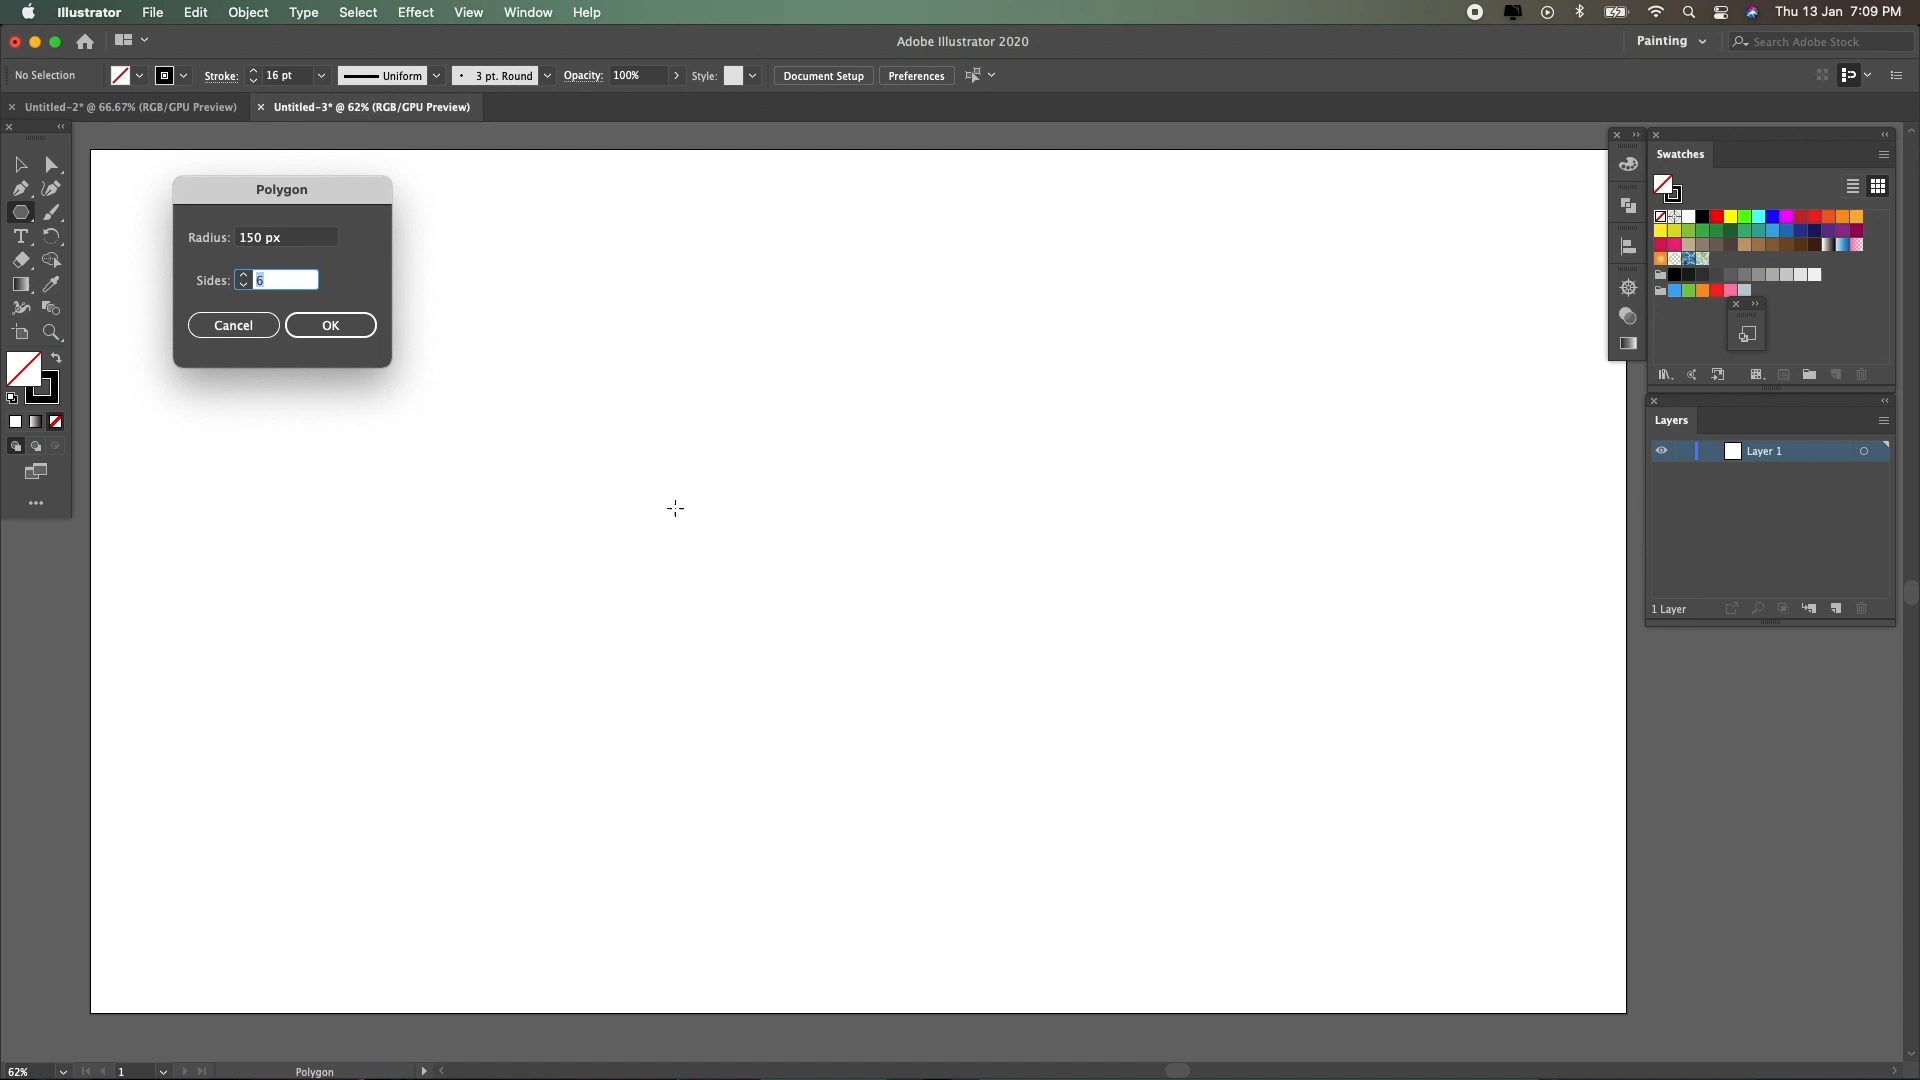 Illustrator File Edit Object Type Select Effect View Window Help Thu 13 Jan 7:09 PM
Adobe Illustrator 2020 Painting Search Adobe Stock
No Selection Stroke: 16 pt Uniform 3 pt. Round Opacity: 100% Style: Document Setup Preferences
Untitled-2* @ 66.67% (RGB/GPU Preview) Untitled-3* @ 62% (RGB/GPU Preview)
Swatches
Polygon
Radius: 150 px
Sides: 6
Cancel OK
Layers
Layer 1
1 Layer
62% 1 Polygon